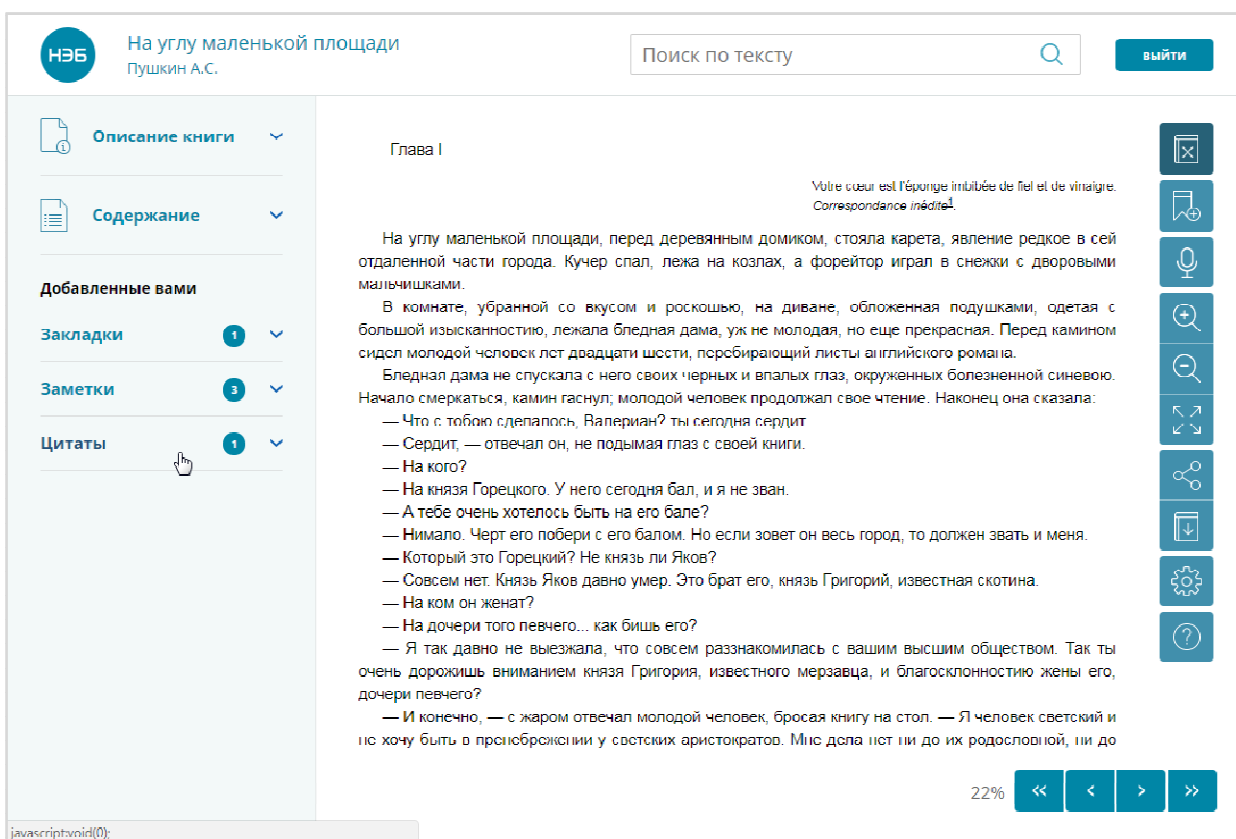 НЭБ
На углу маленькой площади
Пушкин А.С.
Поиск по тексту
выйти
Описание книги
Содержание
Добавленные вами
Закладки 1
Заметки 3
Цитаты 1
Глава I
Votre cœur est l'éponge imbibée de fiel et de vinaigre.
Correspondance inédite1.
На углу маленькой площади, перед деревянным домиком, стояла карета, явление редкое в сей
отдаленной части города. Кучер спал, лежа на козлах, а форейтор играл в снежки с дворовыми
мальчишками.
В комнате, убранной со вкусом и роскошью, на диване, обложенная подушками, одетая с
большой изысканностию, лежала бледная дама, уж не молодая, но еще прекрасная. Перед камином
сидел молодой человек лет двадцати шести, перебирающий листы английского романа.
Бледная дама не спускала с него своих черных и впалых глаз, окруженных болезненной синевою.
Начало смеркаться, камин гаснул; молодой человек продолжал свое чтение. Наконец она сказала:
— Что с тобою сделалось, Валериан? ты сегодня сердит.
— Сердит, — отвечал он, не подымая глаз с своей книги.
— На кого?
— На князя Горецкого. У него сегодня бал, и я не зван.
— А тебе очень хотелось быть на его бале?
— Нимало. Черт его побери с его балом. Но если зовет он весь город, то должен звать и меня.
— Который это Горецкий? Не князь ли Яков?
— Совсем нет. Князь Яков давно умер. Это брат его, князь Григорий, известная скотина.
— На ком он женат?
— На дочери того певчего... как бишь его?
— Я так давно не выезжала, что совсем раззнакомилась с вашим высшим обществом. Так ты
очень дорожишь вниманием князя Григория, известного мерзавца, и благосклонностию жены его,
дочери певчего?
— И конечно, — с жаром отвечал молодой человек, бросая книгу на стол. — Я человек светский и
не хочу быть в пренебрежении у светских аристократов. Мне дела нет ни до их родословной, ни до
22%
javascript:void(0);